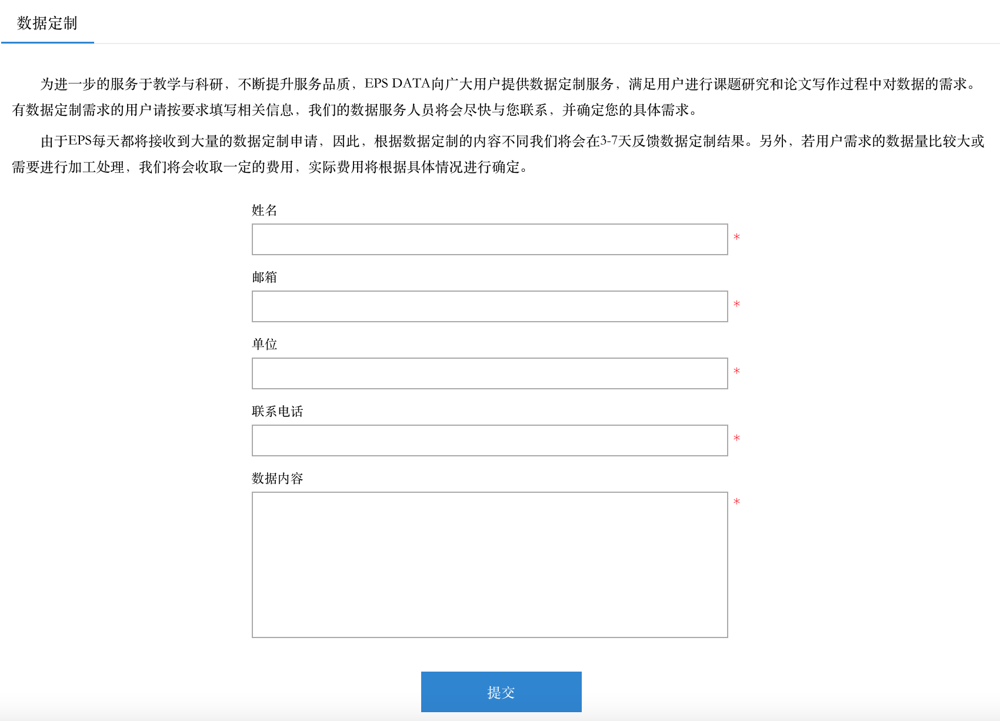 数据定制
为进一步的服务于教学与科研，不断提升服务品质，EPS DATA向广大用户提供数据定制服务，满足用户进行课题研究和论文写作过程中对数据的需求。
有数据定制需求的用户请按要求填写相关信息，我们的数据服务人员将会尽快与您联系，并确定您的具体需求。
由于EPS每天都将接收到大量的数据定制申请，因此，根据数据定制的内容不同我们将会在3-7天反馈数据定制结果。另外，若用户需求的数据量比较大或
需要进行加工处理，我们将会收取一定的费用，实际费用将根据具体情况进行确定。
姓名
*
邮箱
*
单位
*
联系电话
*
数据内容
*
提交